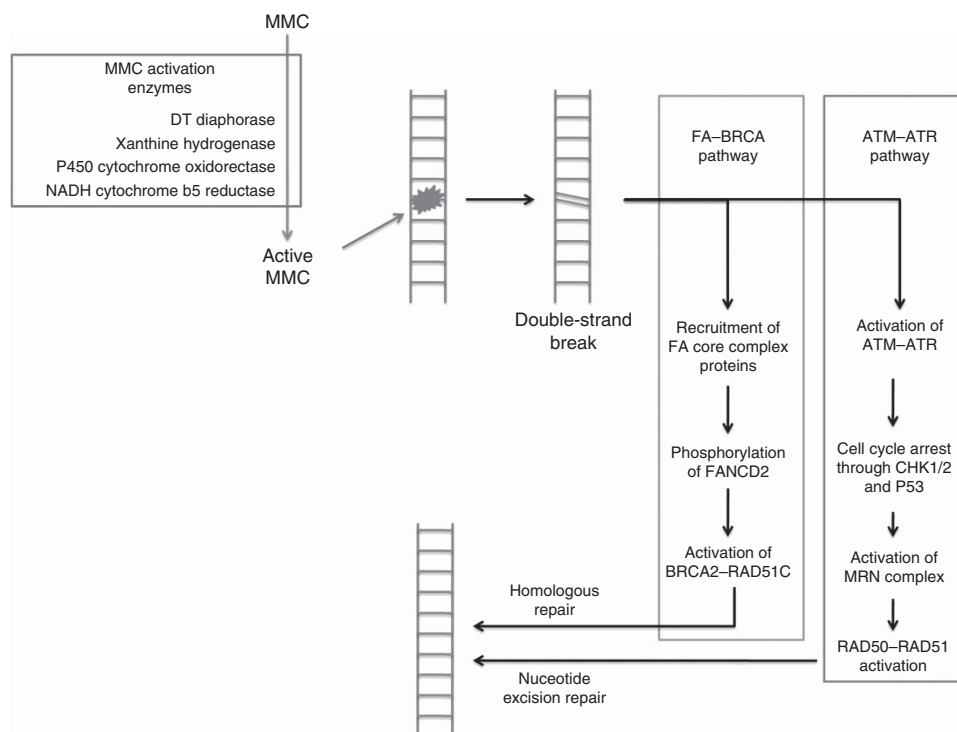 MMC
MMC activation
enzymes
DT diaphorase
Xanthine hydrogenase
P450 cytochrome oxidorectase
NADH cytochrome b5 reductase
Active
MMC
Double-strand
break
FA–BRCA
pathway
Recruitment of
FA core complex
proteins
Phosphorylation
of FANCD2
Activation of
BRCA2–RAD51C
ATM–ATR
pathway
Activation of
ATM–ATR
Cell cycle arrest
through CHK1/2
and P53
Activation of
MRN complex
RAD50–RAD51
activation
Homologous
repair
Nuceotide
excision repair